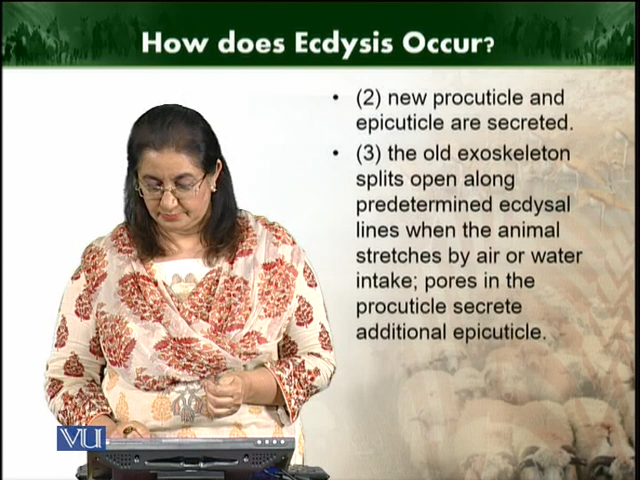 How does Ecdysis Occur?
• (2) new procuticle and
epicuticle are secreted.
• (3) the old exoskeleton
splits open along
predetermined ecdysal
lines when the animal
stretches by air or water
intake; pores in the
procuticle secrete
additional epicuticle.
VU